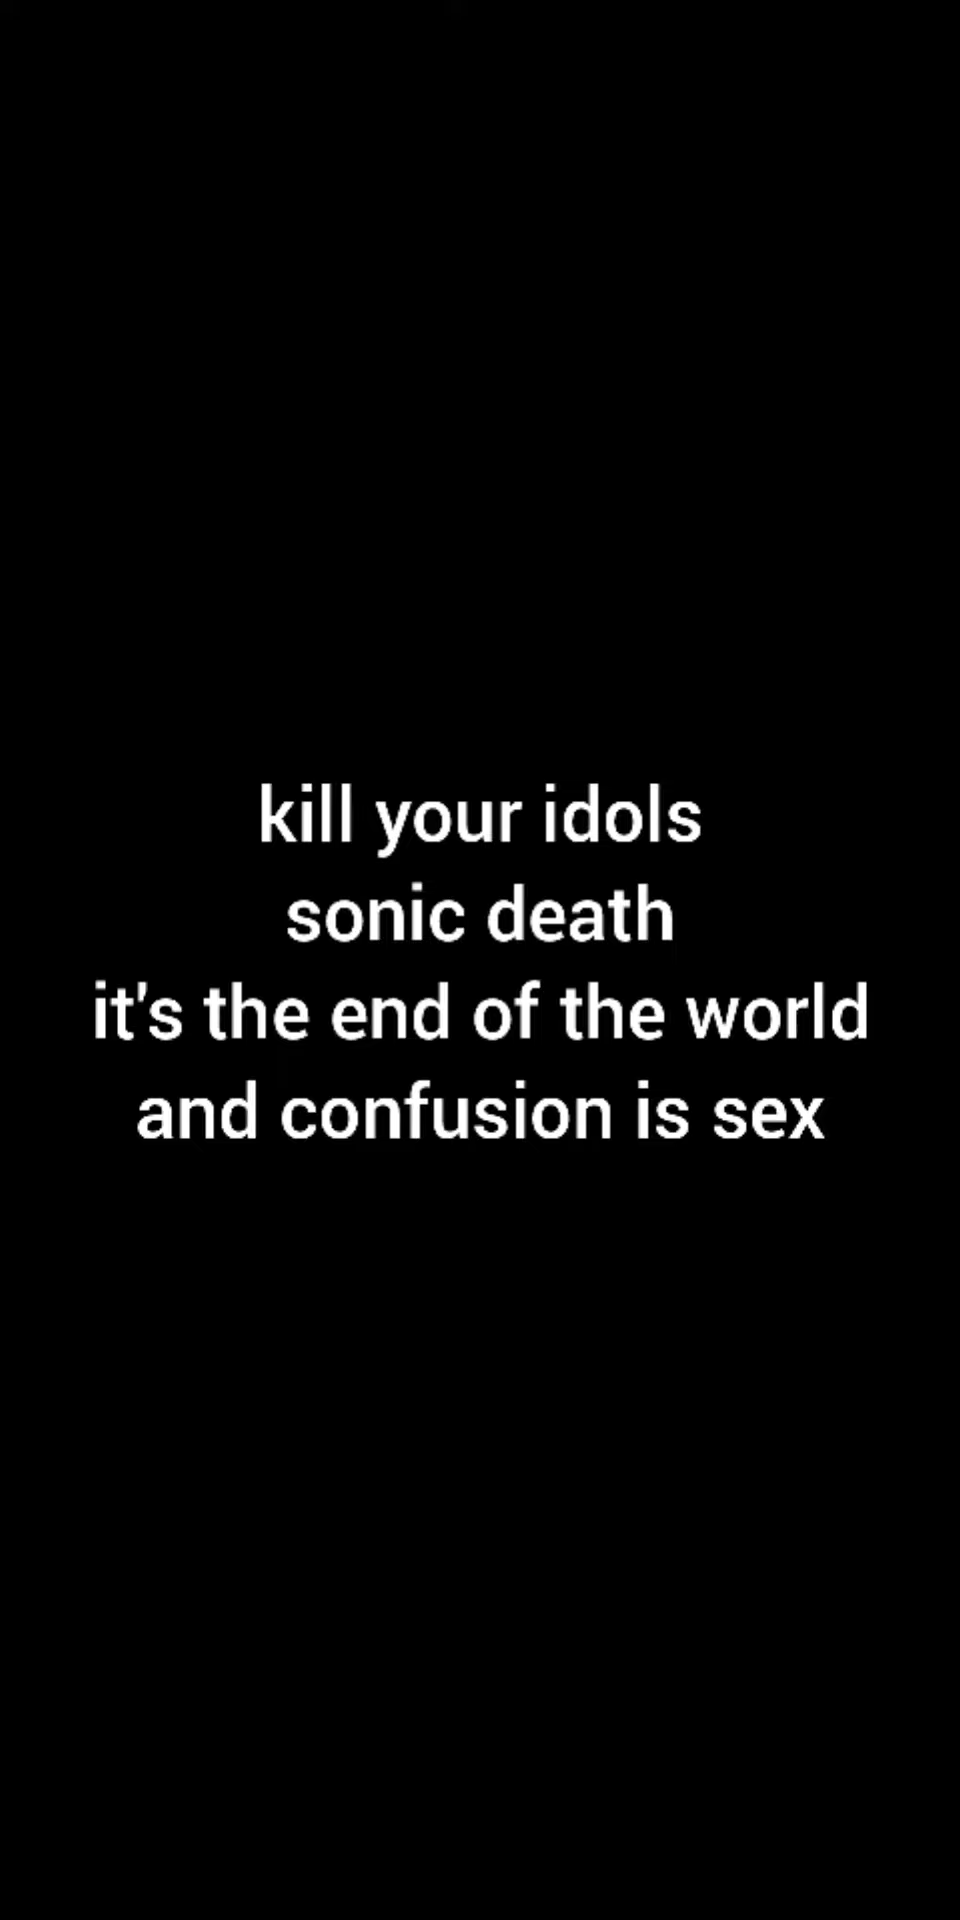 kill your idols
sonic death
it's the end of the world
and confusion is sex